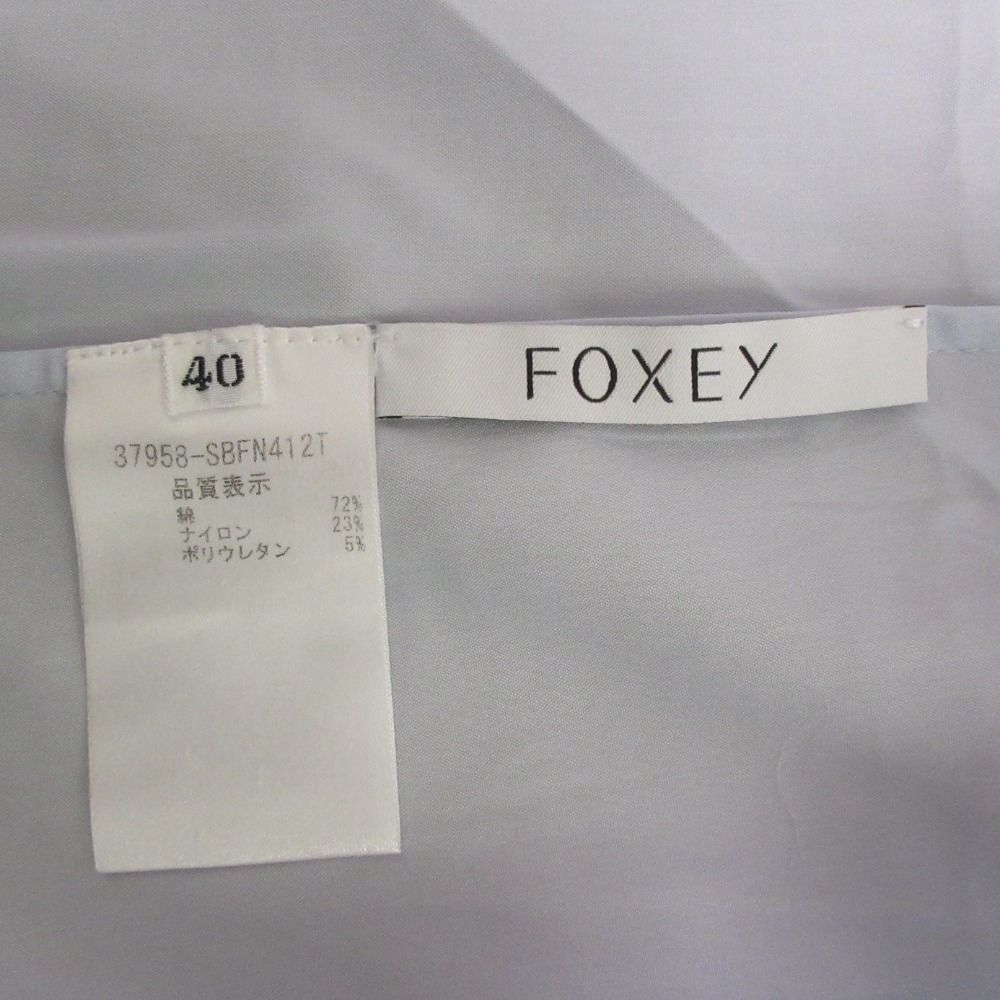 40
FOXEY
37958-SBFN412T
品質表示
綿 72%
ナイロン 23%
ポリウレタン 5%